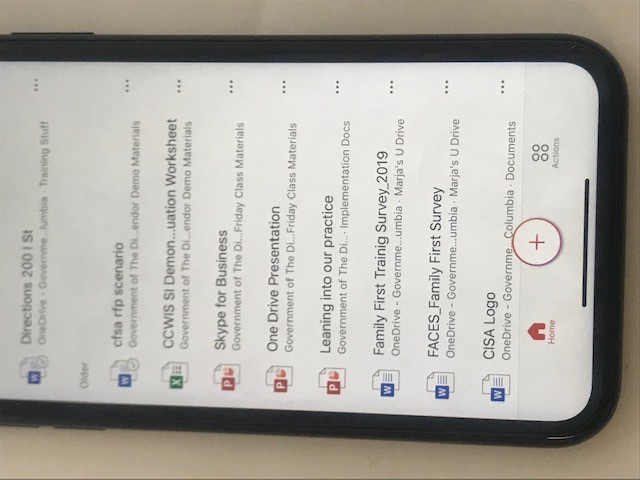 Directions 200 I St
OneDrive - Governme...lumbia · Training Stuff
Older
cfsa rfp scenario
Government of The Di...endor Demo Materials
CCWIS SI Demon...uation Worksheet
Government of The Di...endor Demo Materials
Skype for Business
Government of The Di...Friday Class Materials
One Drive Presentation
Government of The Di...Friday Class Materials
Leaning into our practice
Government of The Di... · Implementation Docs
Family First Trainig Survey_2019
OneDrive - Governme...umbia · Marja's U Drive
FACES_Family First Survey
OneDrive - Governme...umbia · Marja's U Drive
CISA Logo
OneDrive - Governme...Columbia · Documents
Home
Actions